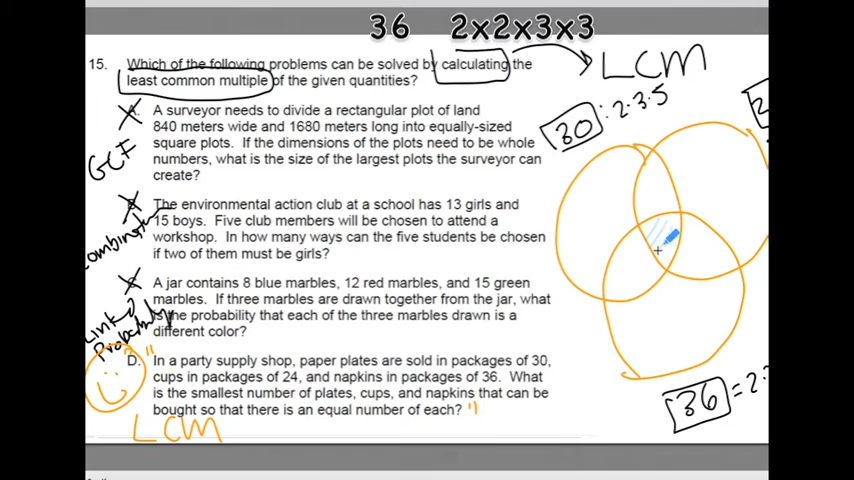 36 2x2x3x3
15. Which of the following problems can be solved by calculating the
least common multiple of the given quantities?
LCM
30 : 2·3·5
A. A surveyor needs to divide a rectangular plot of land
840 meters wide and 1680 meters long into equally-sized
square plots. If the dimensions of the plots need to be whole
numbers, what is the size of the largest plots the surveyor can
create?
GCF
B. The environmental action club at a school has 13 girls and
15 boys. Five club members will be chosen to attend a
workshop. In how many ways can the five students be chosen
if two of them must be girls?
C. A jar contains 8 blue marbles, 12 red marbles, and 15 green
marbles. If three marbles are drawn together from the jar, what
is the probability that each of the three marbles drawn is a
different color?
Probability
D. In a party supply shop, paper plates are sold in packages of 30,
cups in packages of 24, and napkins in packages of 36. What
is the smallest number of plates, cups, and napkins that can be
bought so that there is an equal number of each?
LCM
36 = 2·